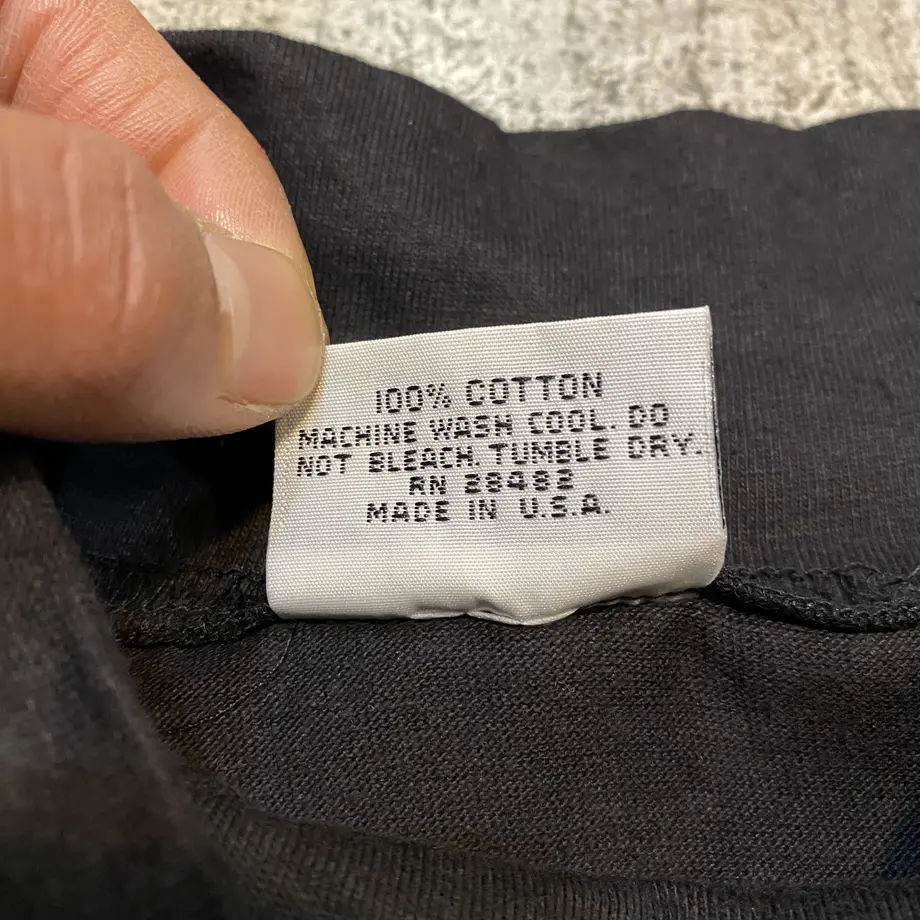 100% COTTON
MACHINE WASH COOL. DO
NOT BLEACH. TUMBLE DRY.
RN 28482
MADE IN U.S.A.